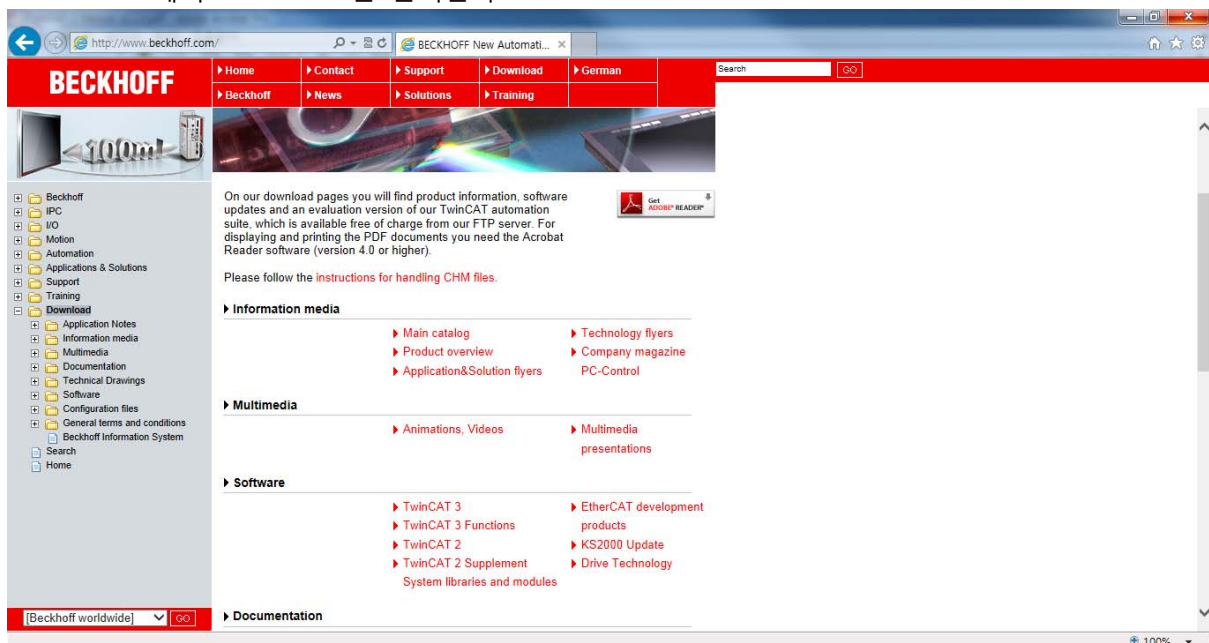 http://www.beckhoff.com/
BECKHOFF New Automati...
BECKHOFF
Home
Contact
Support
Download
German
Search
GO
Beckhoff
News
Solutions
Training
<100ml
Beckhoff
IPC
I/O
Motion
Automation
Applications & Solutions
Support
Training
Download
Application Notes
Information media
Multimedia
Documentation
Technical Drawings
Software
Configuration files
General terms and conditions
Beckhoff Information System
Search
Home
[Beckhoff worldwide]
GO
On our download pages you will find product information, software
updates and an evaluation version of our TwinCAT automation
suite, which is available free of charge from our FTP server. For
displaying and printing the PDF documents you need the Acrobat
Reader software (version 4.0 or higher).
Get
ADOBE® READER®
Please follow the instructions for handling CHM files.
Information media
Main catalog
Product overview
Application&Solution flyers
Technology flyers
Company magazine
PC-Control
Multimedia
Animations, Videos
Multimedia
presentations
Software
TwinCAT 3
TwinCAT 3 Functions
TwinCAT 2
TwinCAT 2 Supplement
System libraries and modules
EtherCAT development
products
KS2000 Update
Drive Technology
Documentation
100%